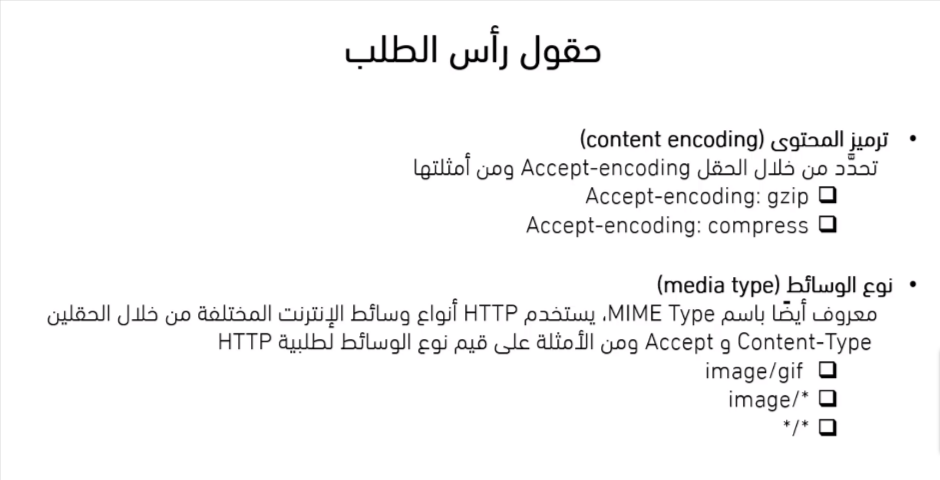 حقول رأس الطلب
• ترميز المحتوى (content encoding)
تحدَّد من خلال الحقل Accept-encoding ومن أمثلتها
❑ Accept-encoding: gzip
❑ Accept-encoding: compress
• نوع الوسائط (media type)
معروف أيضًا باسم MIME Type، يستخدم HTTP أنواع وسائط الإنترنت المختلفة من خلال الحقلين
Content-Type و Accept ومن الأمثلة على قيم نوع الوسائط لطلبية HTTP
❑ image/gif
❑ image/*
❑ */*